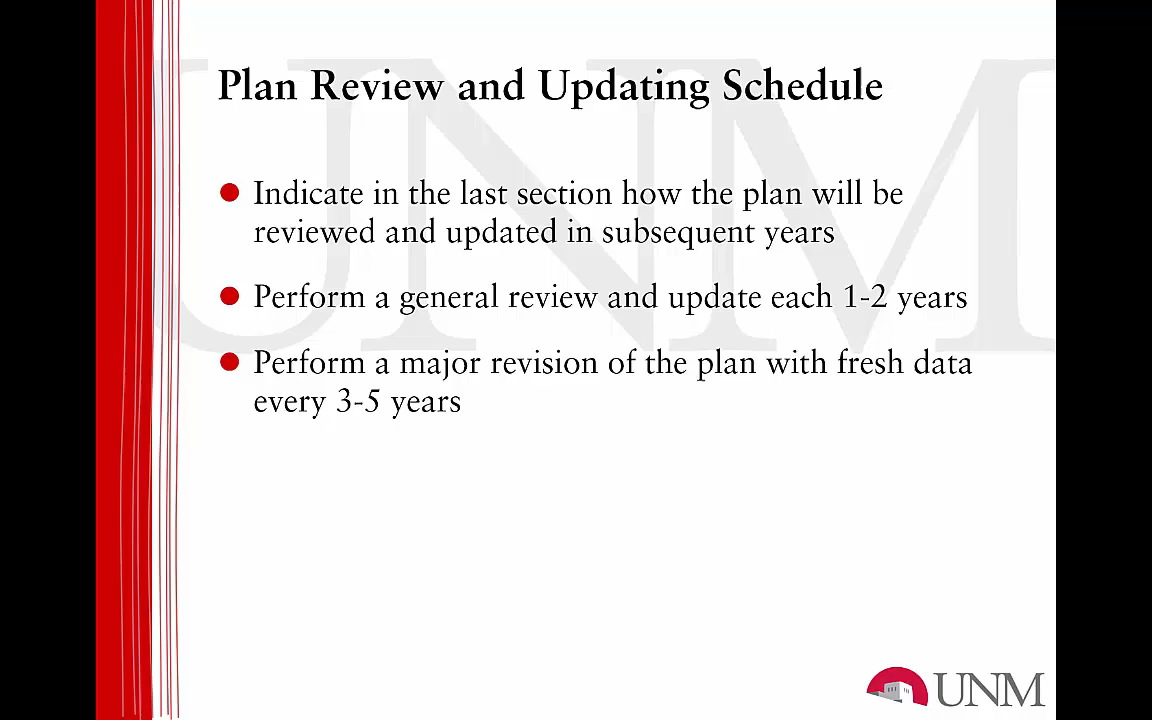 Plan Review and Updating Schedule
Indicate in the last section how the plan will be
reviewed and updated in subsequent years
Perform a general review and update each 1-2 years
Perform a major revision of the plan with fresh data
every 3-5 years
UNM
UNM